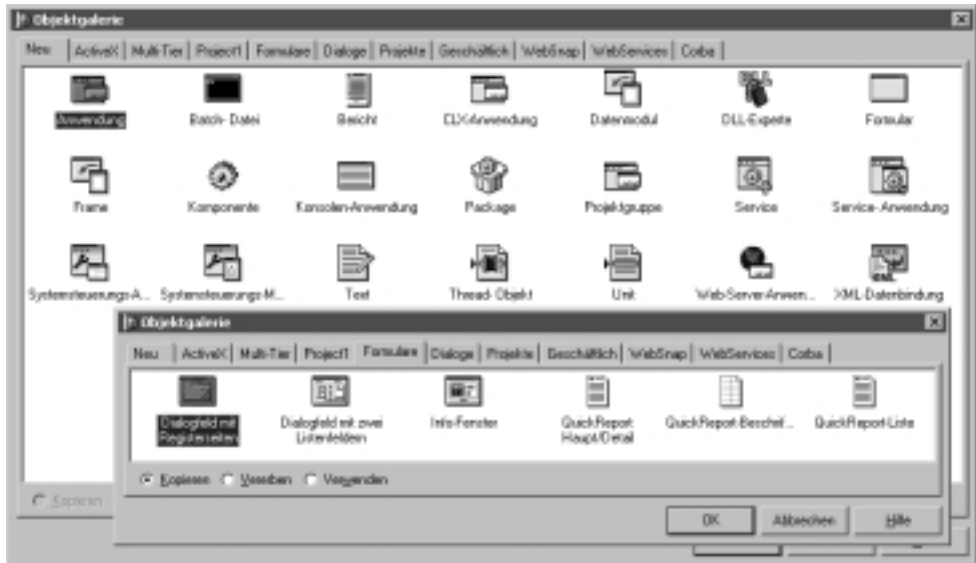 Objektgalerie
Neu ActiveX Multi-Tier Project1 Formulare Dialoge Projekte Geschäftlich WebSnap WebServices Corba
Anwendung Batch-Datei Bericht CLX-Anwendung Datenmodul DLL-Experte Formular
Frame Komponente Konsolen-Anwendung Package Projektgruppe Service Service-Anwendung
Systemsteuerungs-A... Systemsteuerungs-M... Text Thread-Objekt Unit Web-Server-Anwen... XML-Datenbindung
Objektgalerie
Neu ActiveX Multi-Tier Project1 Formulare Dialoge Projekte Geschäftlich WebSnap WebServices Corba
Dialogfeld mit Dialogfeld mit zwei Info-Fenster QuickReport QuickReport-Beschrif... QuickReport-Liste
Registerseiten Listenfeldern Haupt/Detail
Kopieren Vererben Verwenden
Kopieren
OK Abbrechen Hilfe